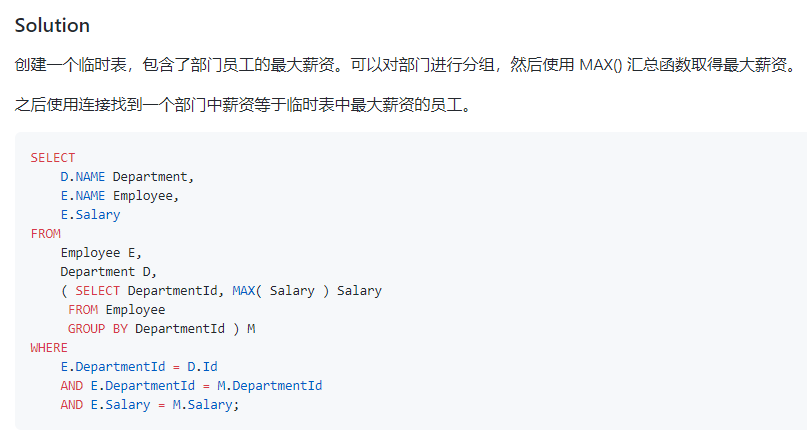 Solution
创建一个临时表，包含了部门员工的最大薪资。可以对部门进行分组，然后使用 MAX() 汇总函数取得最大薪资。
之后使用连接找到一个部门中薪资等于临时表中最大薪资的员工。
SELECT
    D.NAME Department,
    E.NAME Employee,
    E.Salary
FROM
    Employee E,
    Department D,
    ( SELECT DepartmentId, MAX( Salary ) Salary
     FROM Employee
     GROUP BY DepartmentId ) M
WHERE
    E.DepartmentId = D.Id
    AND E.DepartmentId = M.DepartmentId
    AND E.Salary = M.Salary;